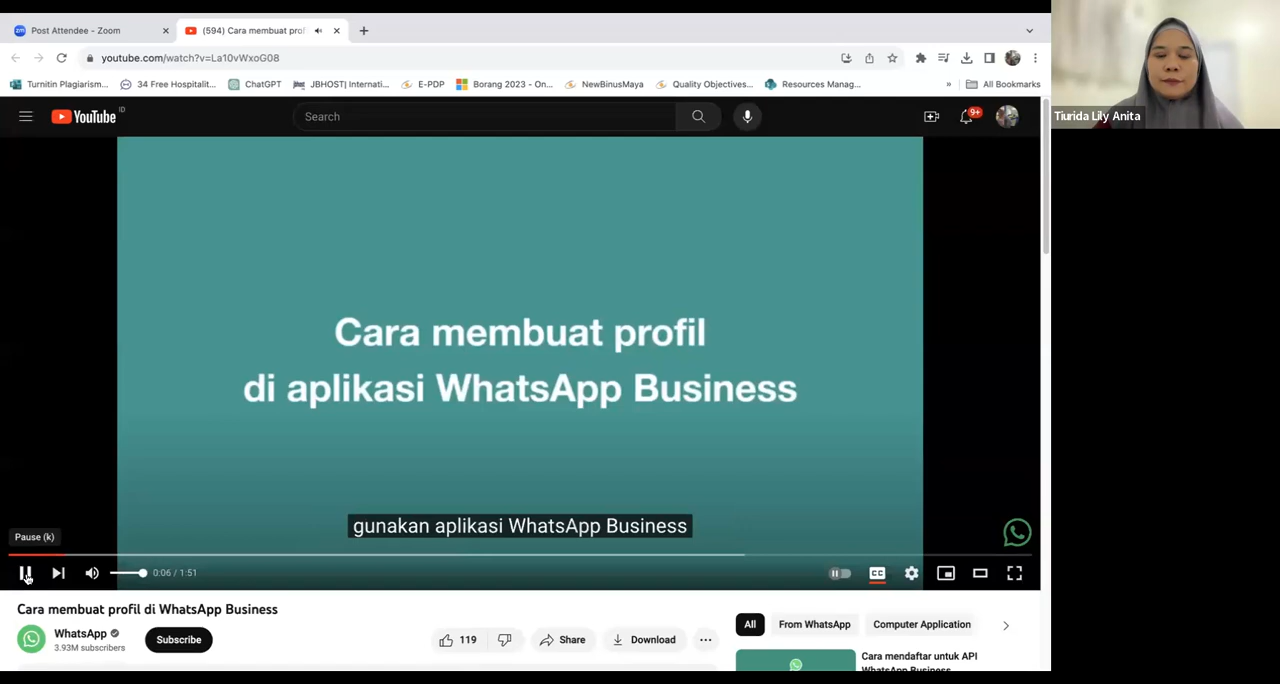 Post Attendee - Zoom
(594) Cara membuat prof
youtube.com/watch?v=La10vWxoG08
Turnitin Plagiarism...
34 Free Hospitalit...
ChatGPT
JBHOST| Internati...
E-PDP
Borang 2023 - On...
NewBinusMaya
Quality Objectives...
Resources Manag...
»
All Bookmarks
Tiurida Lily Anita
YouTube ID
Search
9+
Cara membuat profil
di aplikasi WhatsApp Business
gunakan aplikasi WhatsApp Business
Pause (k)
0:06 / 1:51
CC
Cara membuat profil di WhatsApp Business
WhatsApp
3.93M subscribers
Subscribe
119
Share
Download
All
From WhatsApp
Computer Application
Cara mendaftar untuk API
WhatsApp Business